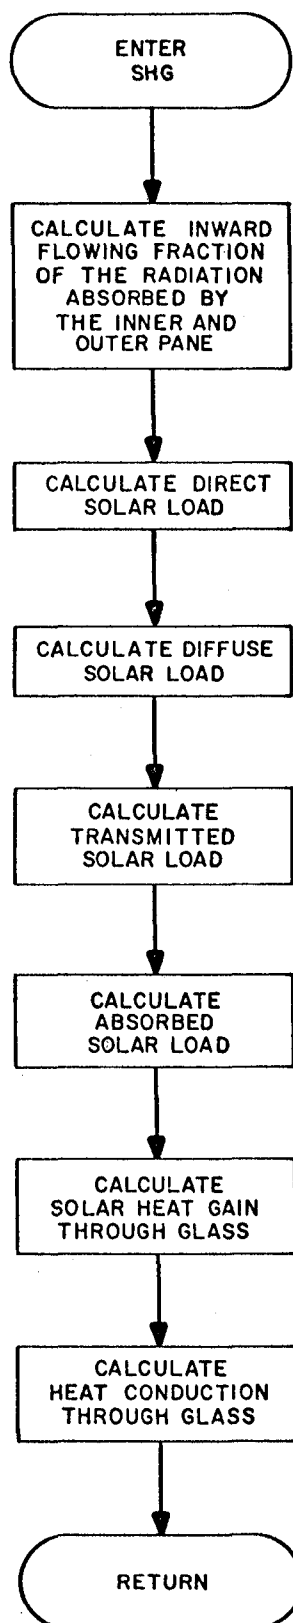 ENTER
SHG
CALCULATE INWARD
FLOWING FRACTION
OF THE RADIATION
ABSORBED BY
THE INNER AND
OUTER PANE
CALCULATE DIRECT
SOLAR LOAD
CALCULATE DIFFUSE
SOLAR LOAD
CALCULATE
TRANSMITTED
SOLAR LOAD
CALCULATE
ABSORBED
SOLAR LOAD
CALCULATE
SOLAR HEAT GAIN
THROUGH GLASS
CALCULATE
HEAT CONDUCTION
THROUGH GLASS
RETURN